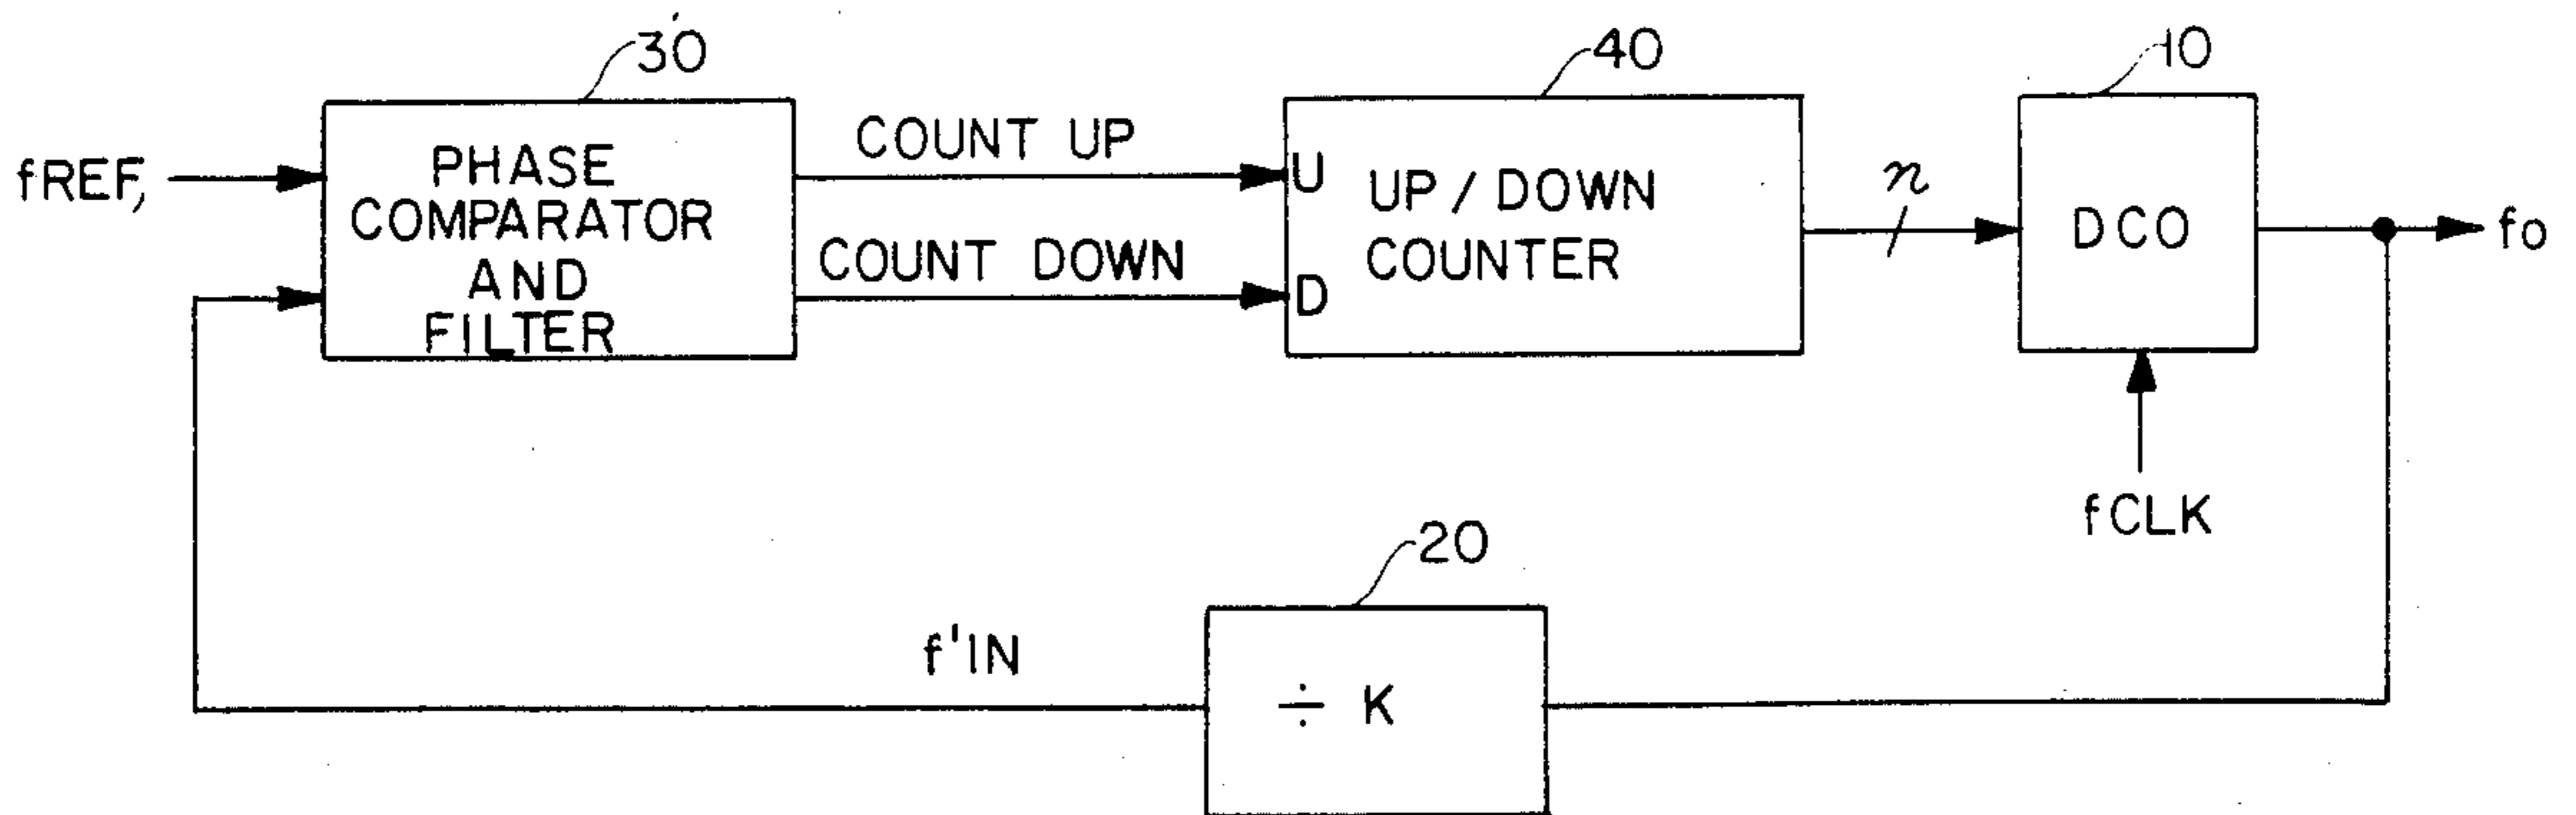 30
40
10
fREF,
PHASE
COMPARATOR
AND
FILTER
COUNT UP
COUNT DOWN
U
D
UP / DOWN
COUNTER
n
DCO
fo
fCLK
20
f'IN
÷ K